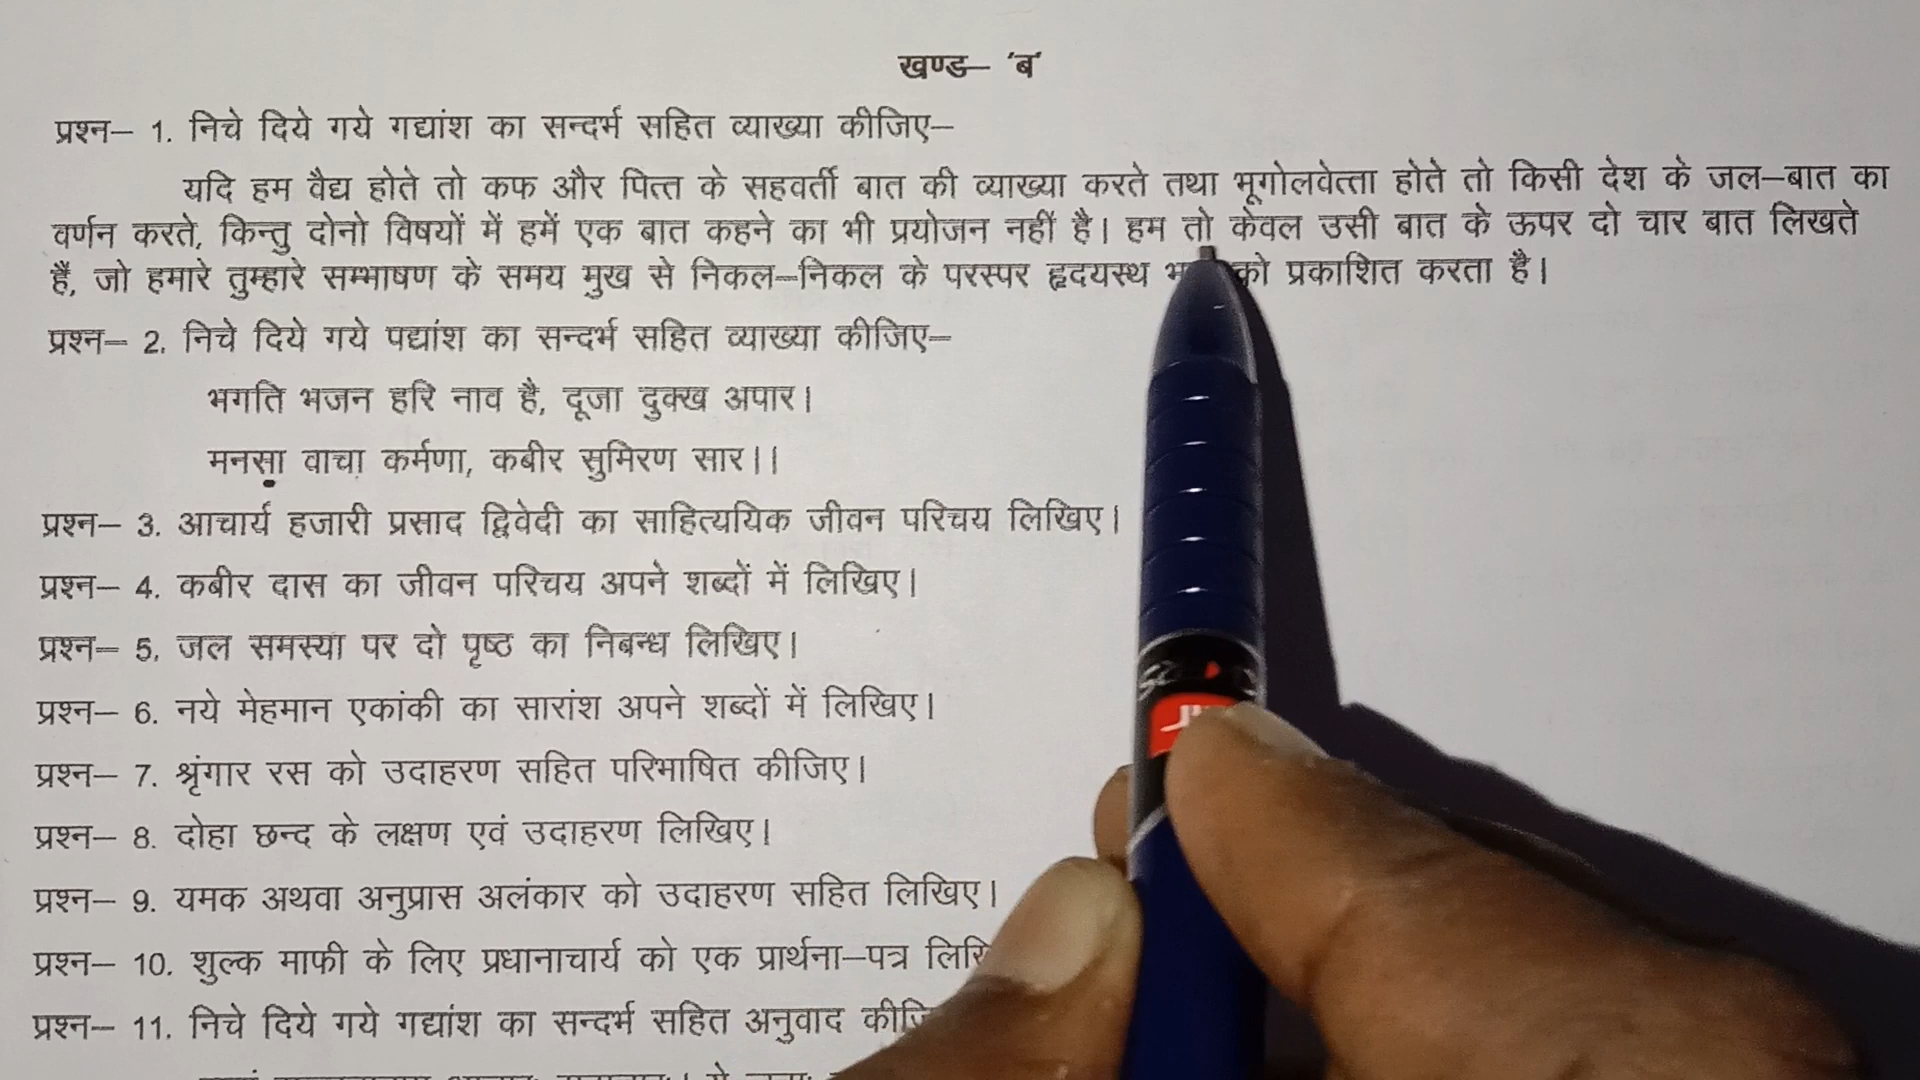 खण्ड– 'ब'
प्रश्न– 1. निचे दिये गये गद्यांश का सन्दर्भ सहित व्याख्या कीजिए–
यदि हम वैद्य होते तो कफ और पित्त के सहवर्ती बात की व्याख्या करते तथा भूगोलवेत्ता होते तो किसी देश के जल–बात का
वर्णन करते, किन्तु दोनो विषयों में हमें एक बात कहने का भी प्रयोजन नहीं है। हम तो केवल उसी बात के ऊपर दो चार बात लिखते
हैं, जो हमारे तुम्हारे सम्भाषण के समय मुख से निकल–निकल के परस्पर हृदयस्थ को प्रकाशित करता है।
प्रश्न– 2. निचे दिये गये पद्यांश का सन्दर्भ सहित व्याख्या कीजिए–
भगति भजन हरि नाव है, दूजा दुक्ख अपार।
मनसा वाचा कर्मणा, कबीर सुमिरण सार।।
प्रश्न– 3. आचार्य हजारी प्रसाद द्विवेदी का साहित्ययिक जीवन परिचय लिखिए।
प्रश्न– 4. कबीर दास का जीवन परिचय अपने शब्दों में लिखिए।
प्रश्न– 5. जल समस्या पर दो पृष्ठ का निबन्ध लिखिए।
प्रश्न– 6. नये मेहमान एकांकी का सारांश अपने शब्दों में लिखिए।
प्रश्न– 7. श्रृंगार रस को उदाहरण सहित परिभाषित कीजिए।
प्रश्न– 8. दोहा छन्द के लक्षण एवं उदाहरण लिखिए।
प्रश्न– 9. यमक अथवा अनुप्रास अलंकार को उदाहरण सहित लिखिए।
प्रश्न– 10. शुल्क माफी के लिए प्रधानाचार्य को एक प्रार्थना–पत्र
प्रश्न– 11. निचे दिये गये गद्यांश का सन्दर्भ सहित अनुवाद